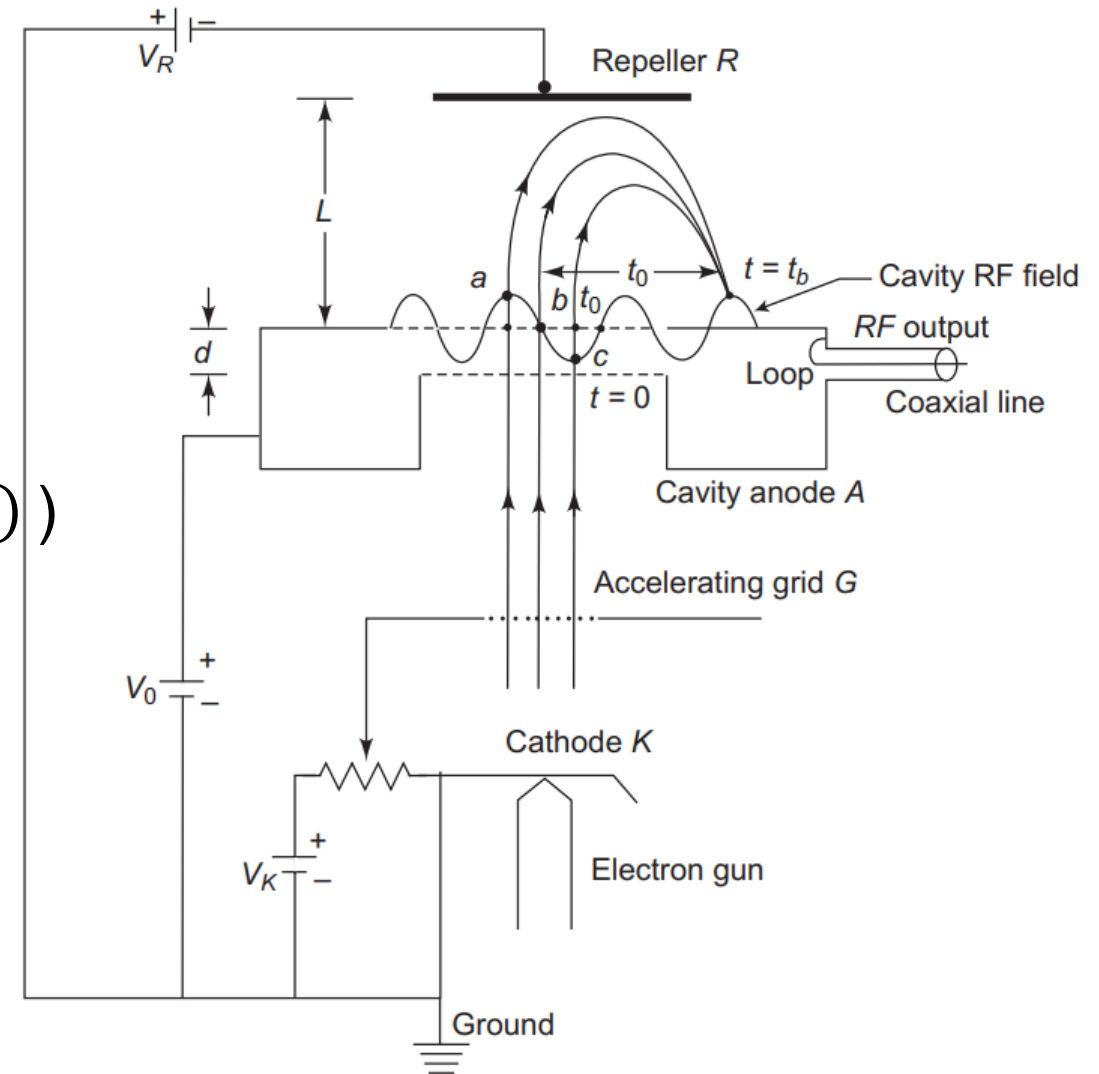 + –
V_R
Repeller R
L
a
b
t_0
t_0
t = t_b
Cavity RF field
RF output
d
c
Loop
t = 0
Coaxial line
Cavity anode A
))
Accelerating grid G
+
V_0
–
Cathode K
+
V_K
–
Electron gun
Ground